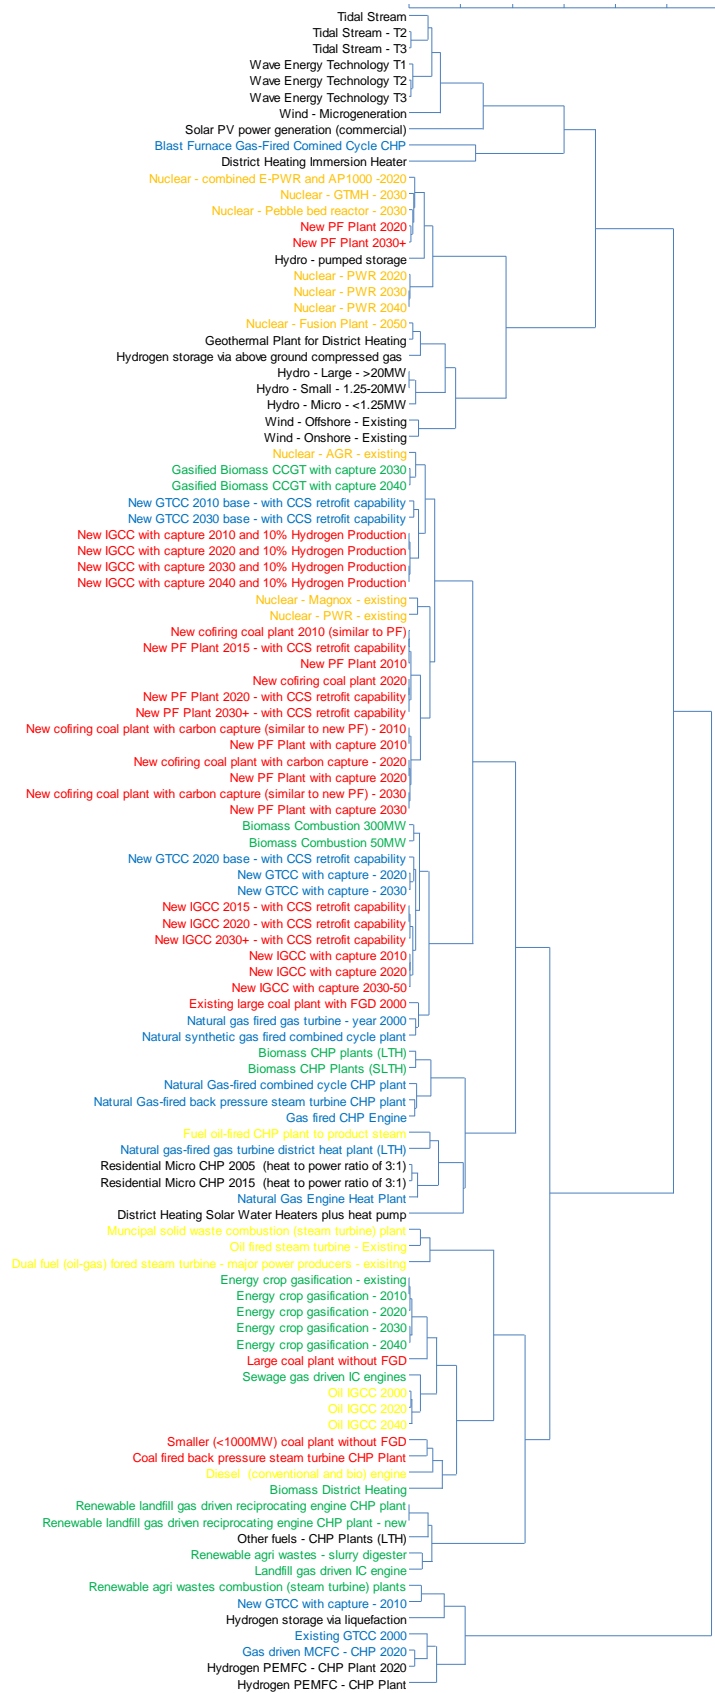 Tidal Stream
Tidal Stream - T2
Tidal Stream - T3
Wave Energy Technology T1
Wave Energy Technology T2
Wave Energy Technology T3
Wind - Microgeneration
Solar PV power generation (commercial)
Blast Furnace Gas-Fired Comined Cycle CHP
District Heating Immersion Heater
Nuclear - combined E-PWR and AP1000 -2020
Nuclear - GTMH - 2030
Nuclear - Pebble bed reactor - 2030
New PF Plant 2020
New PF Plant 2030+
Hydro - pumped storage
Nuclear - PWR 2020
Nuclear - PWR 2030
Nuclear - PWR 2040
Nuclear - Fusion Plant - 2050
Geothermal Plant for District Heating
Hydrogen storage via above ground compressed gas
Hydro - Large - >20MW
Hydro - Small - 1.25-20MW
Hydro - Micro - <1.25MW
Wind - Offshore - Existing
Wind - Onshore - Existing
Nuclear - AGR - existing
Gasified Biomass CCGT with capture 2030
Gasified Biomass CCGT with capture 2040
New GTCC 2010 base - with CCS retrofit capability
New GTCC 2030 base - with CCS retrofit capability
New IGCC with capture 2010 and 10% Hydrogen Production
New IGCC with capture 2020 and 10% Hydrogen Production
New IGCC with capture 2030 and 10% Hydrogen Production
New IGCC with capture 2040 and 10% Hydrogen Production
Nuclear - Magnox - existing
Nuclear - PWR - existing
New cofiring coal plant 2010 (similar to PF)
New PF Plant 2015 - with CCS retrofit capability
New PF Plant 2010
New cofiring coal plant 2020
New PF Plant 2020 - with CCS retrofit capability
New PF Plant 2030+ - with CCS retrofit capability
New cofiring coal plant with carbon capture (similar to new PF) - 2010
New PF Plant with capture 2010
New cofiring coal plant with carbon capture - 2020
New PF Plant with capture 2020
New cofiring coal plant with carbon capture (similar to new PF) - 2030
New PF Plant with capture 2030
Biomass Combustion 300MW
Biomass Combustion 50MW
New GTCC 2020 base - with CCS retrofit capability
New GTCC with capture - 2020
New GTCC with capture - 2030
New IGCC 2015 - with CCS retrofit capability
New IGCC 2020 - with CCS retrofit capability
New IGCC 2030+ - with CCS retrofit capability
New IGCC with capture 2010
New IGCC with capture 2020
New IGCC with capture 2030-50
Existing large coal plant with FGD 2000
Natural gas fired gas turbine - year 2000
Natural synthetic gas fired combined cycle plant
Biomass CHP plants (LTH)
Biomass CHP Plants (SLTH)
Natural Gas-fired combined cycle CHP plant
Natural Gas-fired back pressure steam turbine CHP plant
Gas fired CHP Engine
Fuel oil-fired CHP plant to product steam
Natural gas-fired gas turbine district heat plant (LTH)
Residential Micro CHP 2005 (heat to power ratio of 3:1)
Residential Micro CHP 2015 (heat to power ratio of 3:1)
Natural Gas Engine Heat Plant
District Heating Solar Water Heaters plus heat pump
Muncipal solid waste combustion (steam turbine) plant
Oil fired steam turbine - Existing
Dual fuel (oil-gas) fored steam turbine - major power producers - exisitng
Energy crop gasification - existing
Energy crop gasification - 2010
Energy crop gasification - 2020
Energy crop gasification - 2030
Energy crop gasification - 2040
Large coal plant without FGD
Sewage gas driven IC engines
Oil IGCC 2000
Oil IGCC 2020
Oil IGCC 2040
Smaller (<1000MW) coal plant without FGD
Coal fired back pressure steam turbine CHP Plant
Diesel (conventional and bio) engine
Biomass District Heating
Renewable landfill gas driven reciprocating engine CHP plant
Renewable landfill gas driven reciprocating engine CHP plant - new
Other fuels - CHP Plants (LTH)
Renewable agri wastes - slurry digester
Landfill gas driven IC engine
Renewable agri wastes combustion (steam turbine) plants
New GTCC with capture - 2010
Hydrogen storage via liquefaction
Existing GTCC 2000
Gas driven MCFC - CHP 2020
Hydrogen PEMFC - CHP Plant 2020
Hydrogen PEMFC - CHP Plant